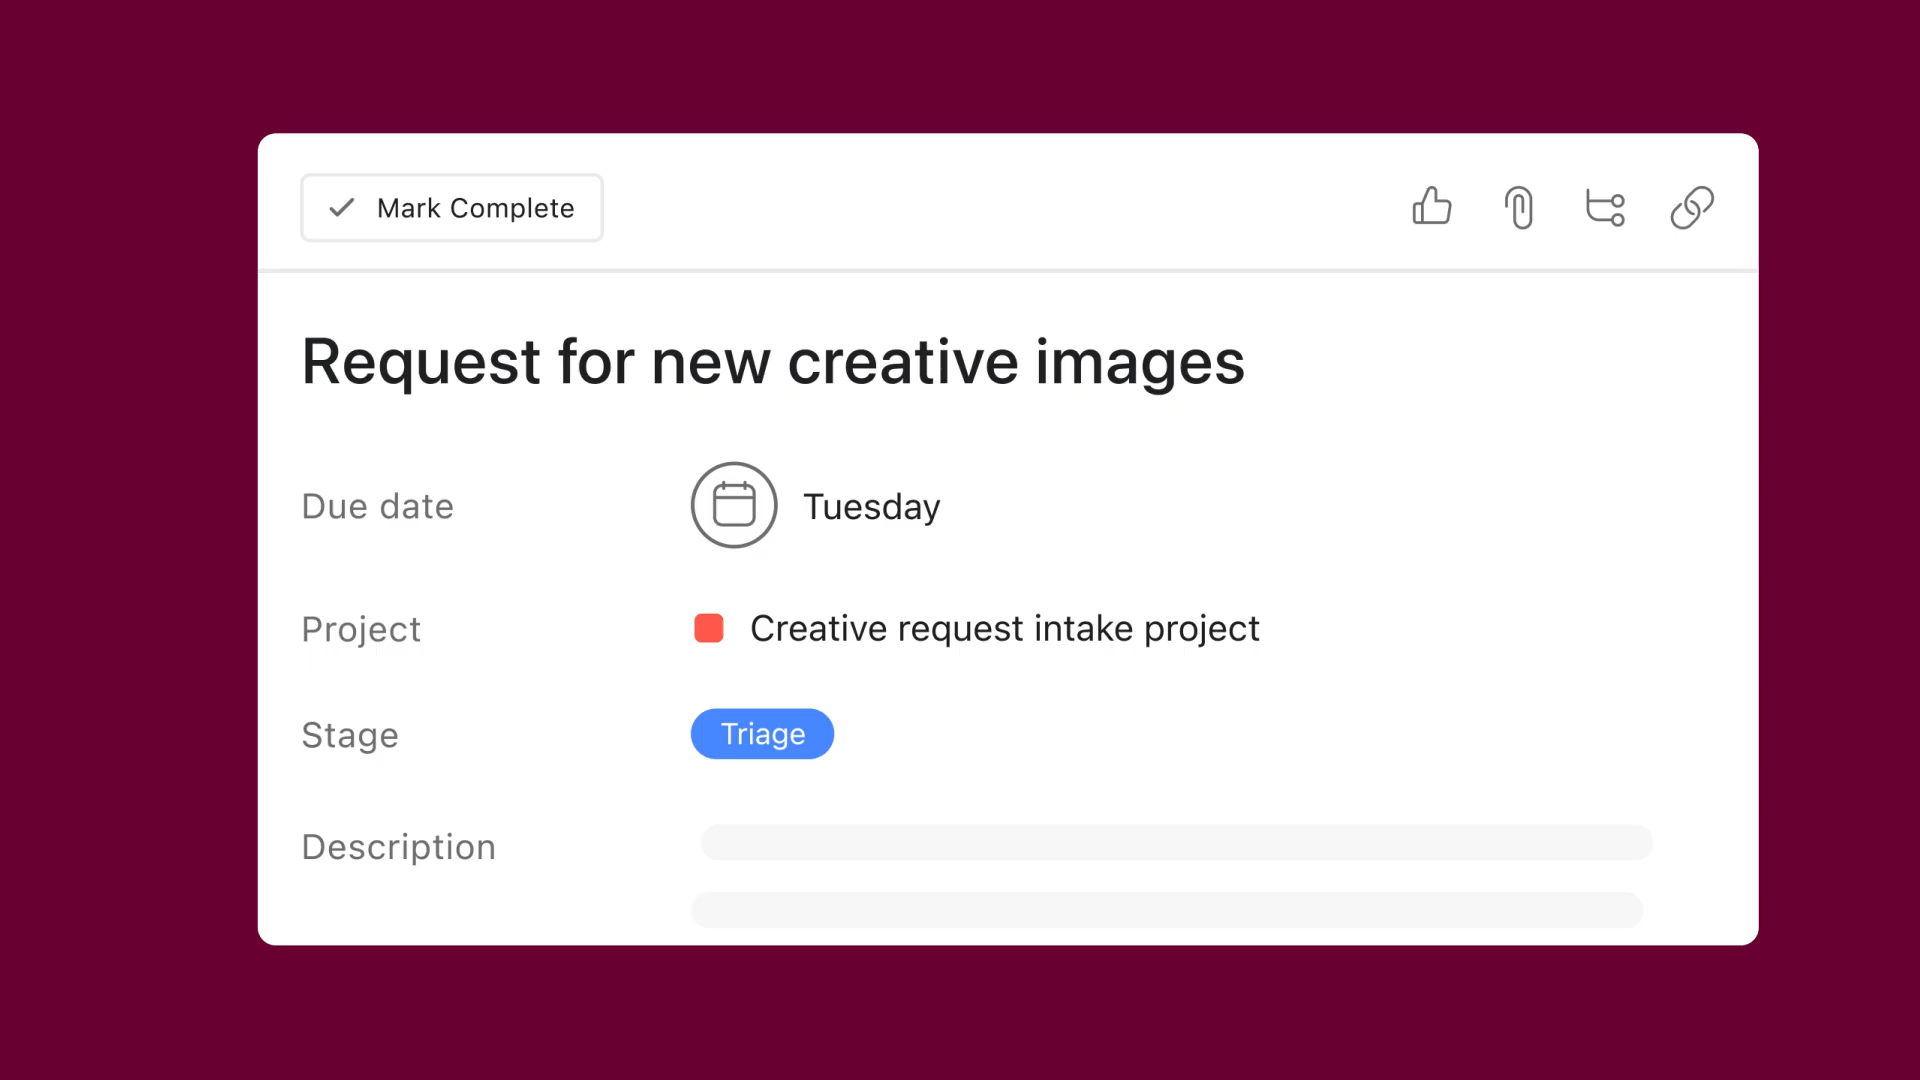 Mark Complete
Request for new creative images
Due date
Tuesday
Project
Creative request intake project
Stage
Triage
Description